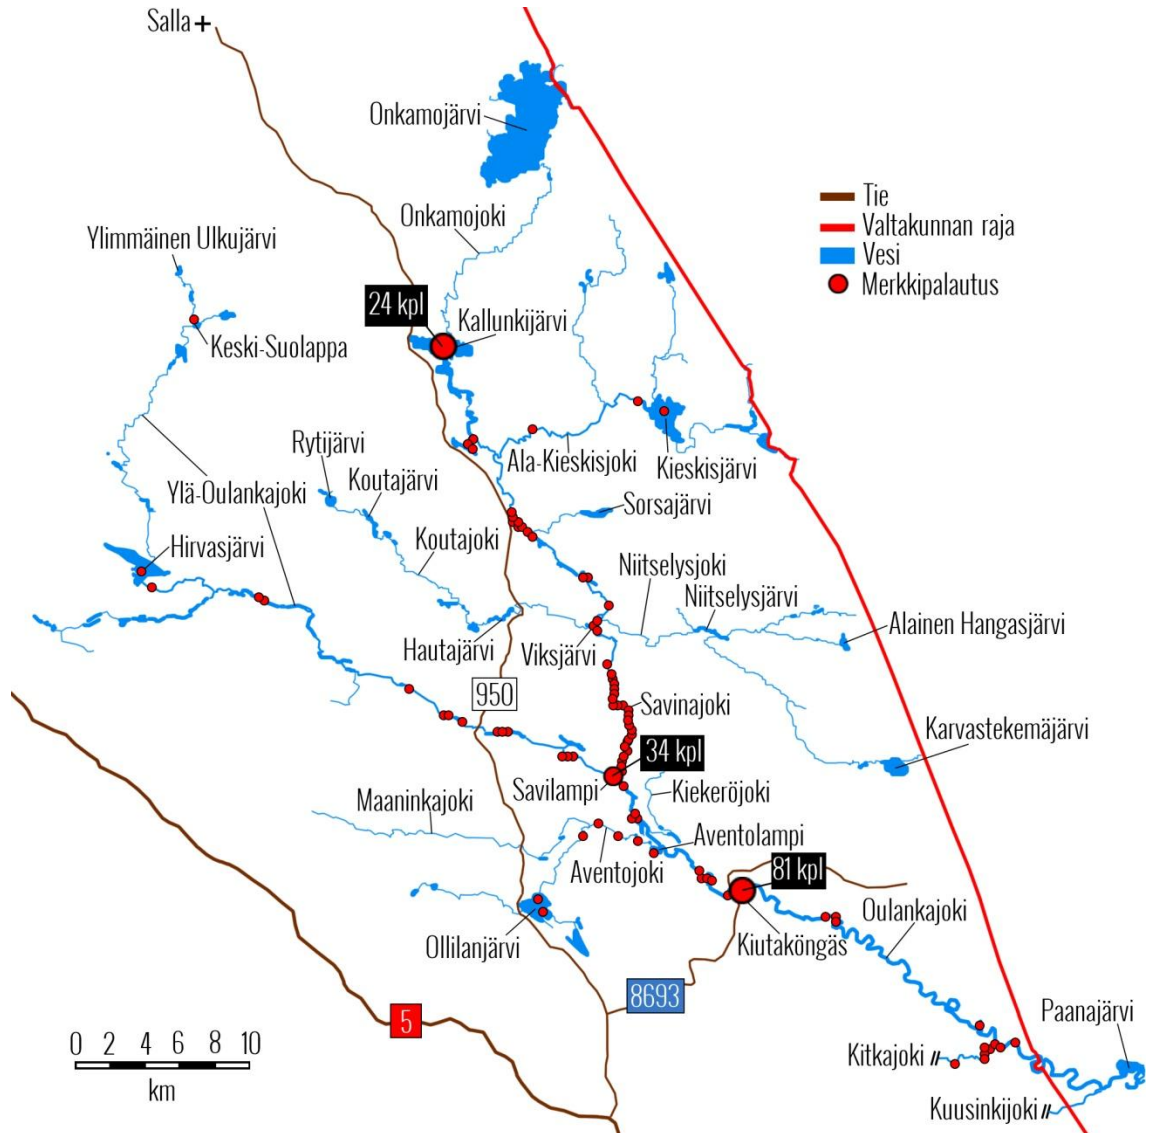 Salla
Onkamojärvi
Onkamojoki
Tie
Valtakunnan raja
Vesi
Merkkipalautus
Ylimmäinen Ulkujärvi
24 kpl
Kallunkijärvi
Keski-Suolappa
Rytijärvi
Koutajärvi
Ala-Kieskisjoki
Kieskisjärvi
Ylä-Oulankajoki
Sorsajärvi
Hirvasjärvi
Koutajoki
Niitselysjoki
Niitselysjärvi
Alainen Hangasjärvi
Hautajärvi
Viksjärvi
950
Savinajoki
Karvastekemäjärvi
34 kpl
Savilampi
Kiekeröjoki
Maaninkajoki
Aventolampi
Aventojoki
81 kpl
Oulankajoki
Ollilanjärvi
Kiutaköngäs
8693
5
Paanajärvi
0 2 4 6 8 10
km
Kitkajoki
Kuusinkijoki